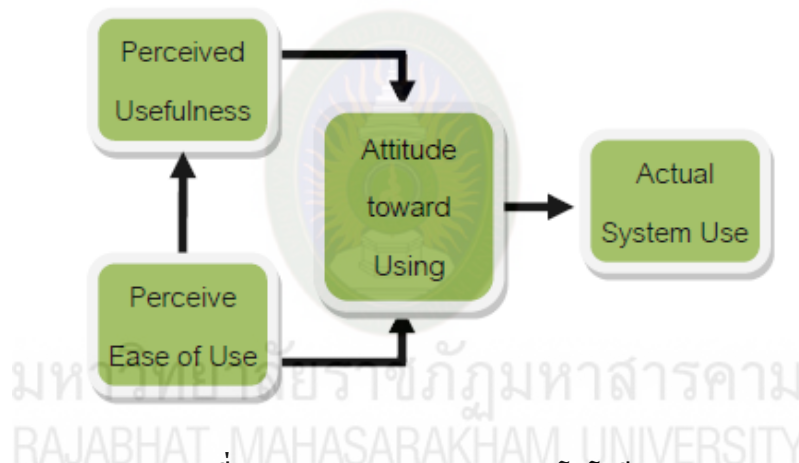 Perceived
Usefulness
Attitude
toward
Using
Actual
System Use
Perceive
Ease of Use
มหาวิทยาลัยราชภัฏมหาสารคาม
RAJABHAT MAHASARAKHAM UNIVERSITY